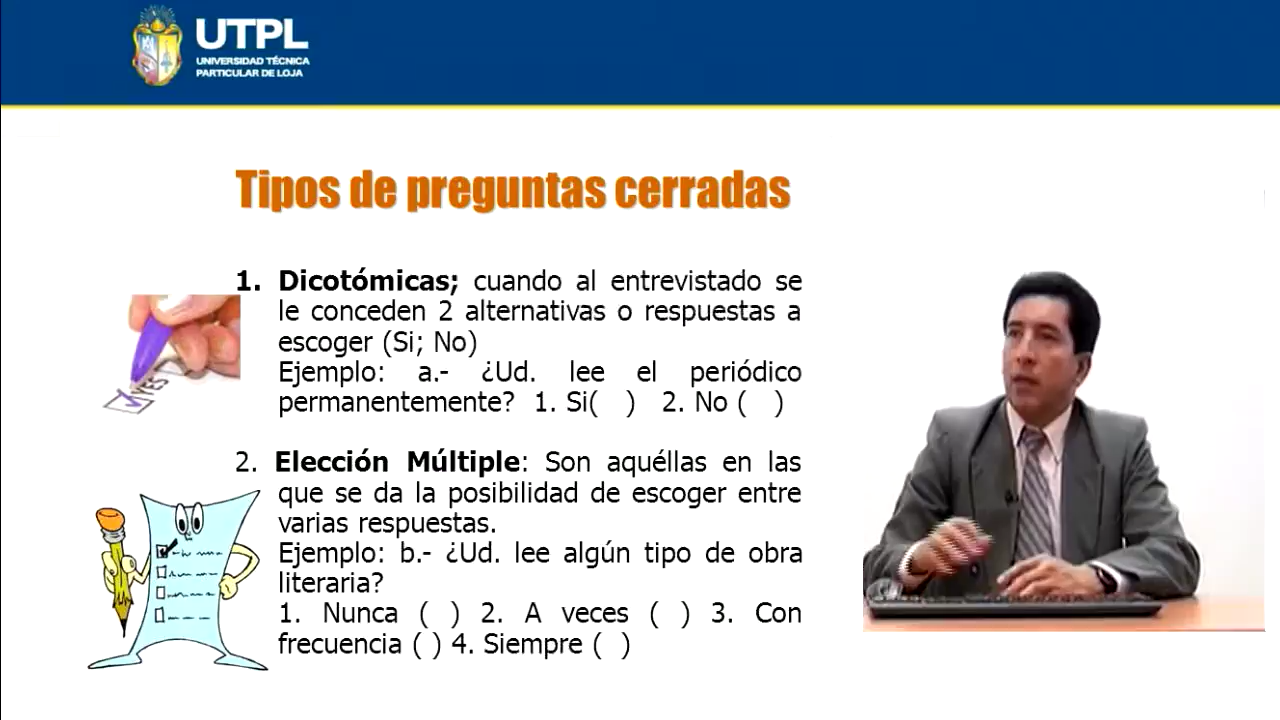 UTPL
UNIVERSIDAD TÉCNICA
PARTICULAR DE LOJA
Tipos de preguntas cerradas
1. Dicotómicas; cuando al entrevistado se
le conceden 2 alternativas o respuestas a
escoger (Si; No)
Ejemplo: a.- ¿Ud. lee el periódico
permanentemente? 1. Si( ) 2. No ( )
YES
2. Elección Múltiple: Son aquéllas en las
que se da la posibilidad de escoger entre
varias respuestas.
Ejemplo: b.- ¿Ud. lee algún tipo de obra
literaria?
1. Nunca ( ) 2. A veces ( ) 3. Con
frecuencia ( ) 4. Siempre ( )